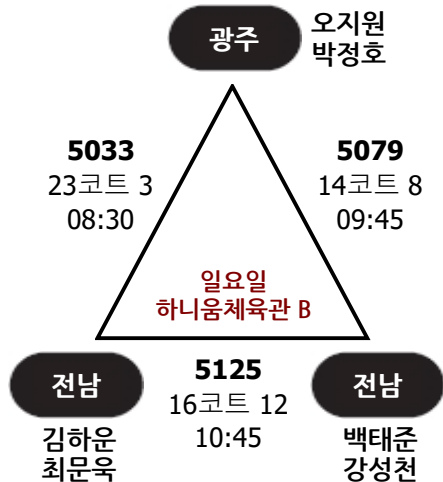 광주
오지원
박정호
5033
23코트 3
08:30
5079
14코트 8
09:45
일요일
하니움체육관 B
전남
김하운
최문욱
5125
16코트 12
10:45
전남
백태준
강성천